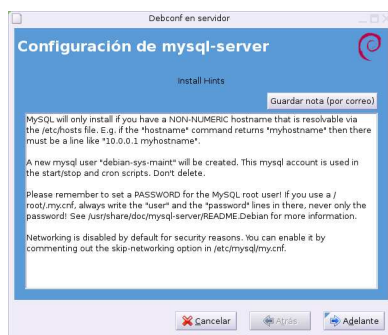 Debconf en servidor
Configuración de mysql-server
Install Hints
Guardar nota (por correo)
MySQL will only install if you have a NON-NUMERIC hostname that is resolvable via
the /etc/hosts file. E.g. if the "hostname" command returns "myhostname" then there
must be a line like "10.0.0.1 myhostname".
A new mysql user "debian-sys-maint" will be created. This mysql account is used in
the start/stop and cron scripts. Don't delete.
Please remember to set a PASSWORD for the MySQL root user! If you use a /
root/.my.cnf, always write the "user" and the "password" lines in there, never only the
password! See /usr/share/doc/mysql-server/README.Debian for more information.
Networking is disabled by default for security reasons. You can enable it by
commenting out the skip-networking option in /etc/mysql/my.cnf.
Cancelar
Atrás
Adelante